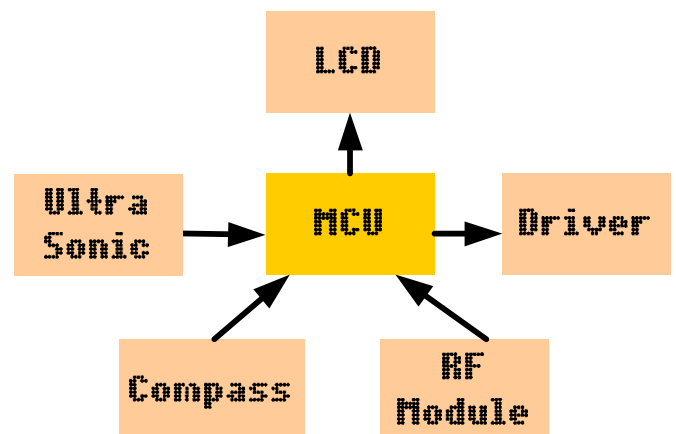 LCD
Ultra
Sonic
MCU
Driver
Compass
RF
Module